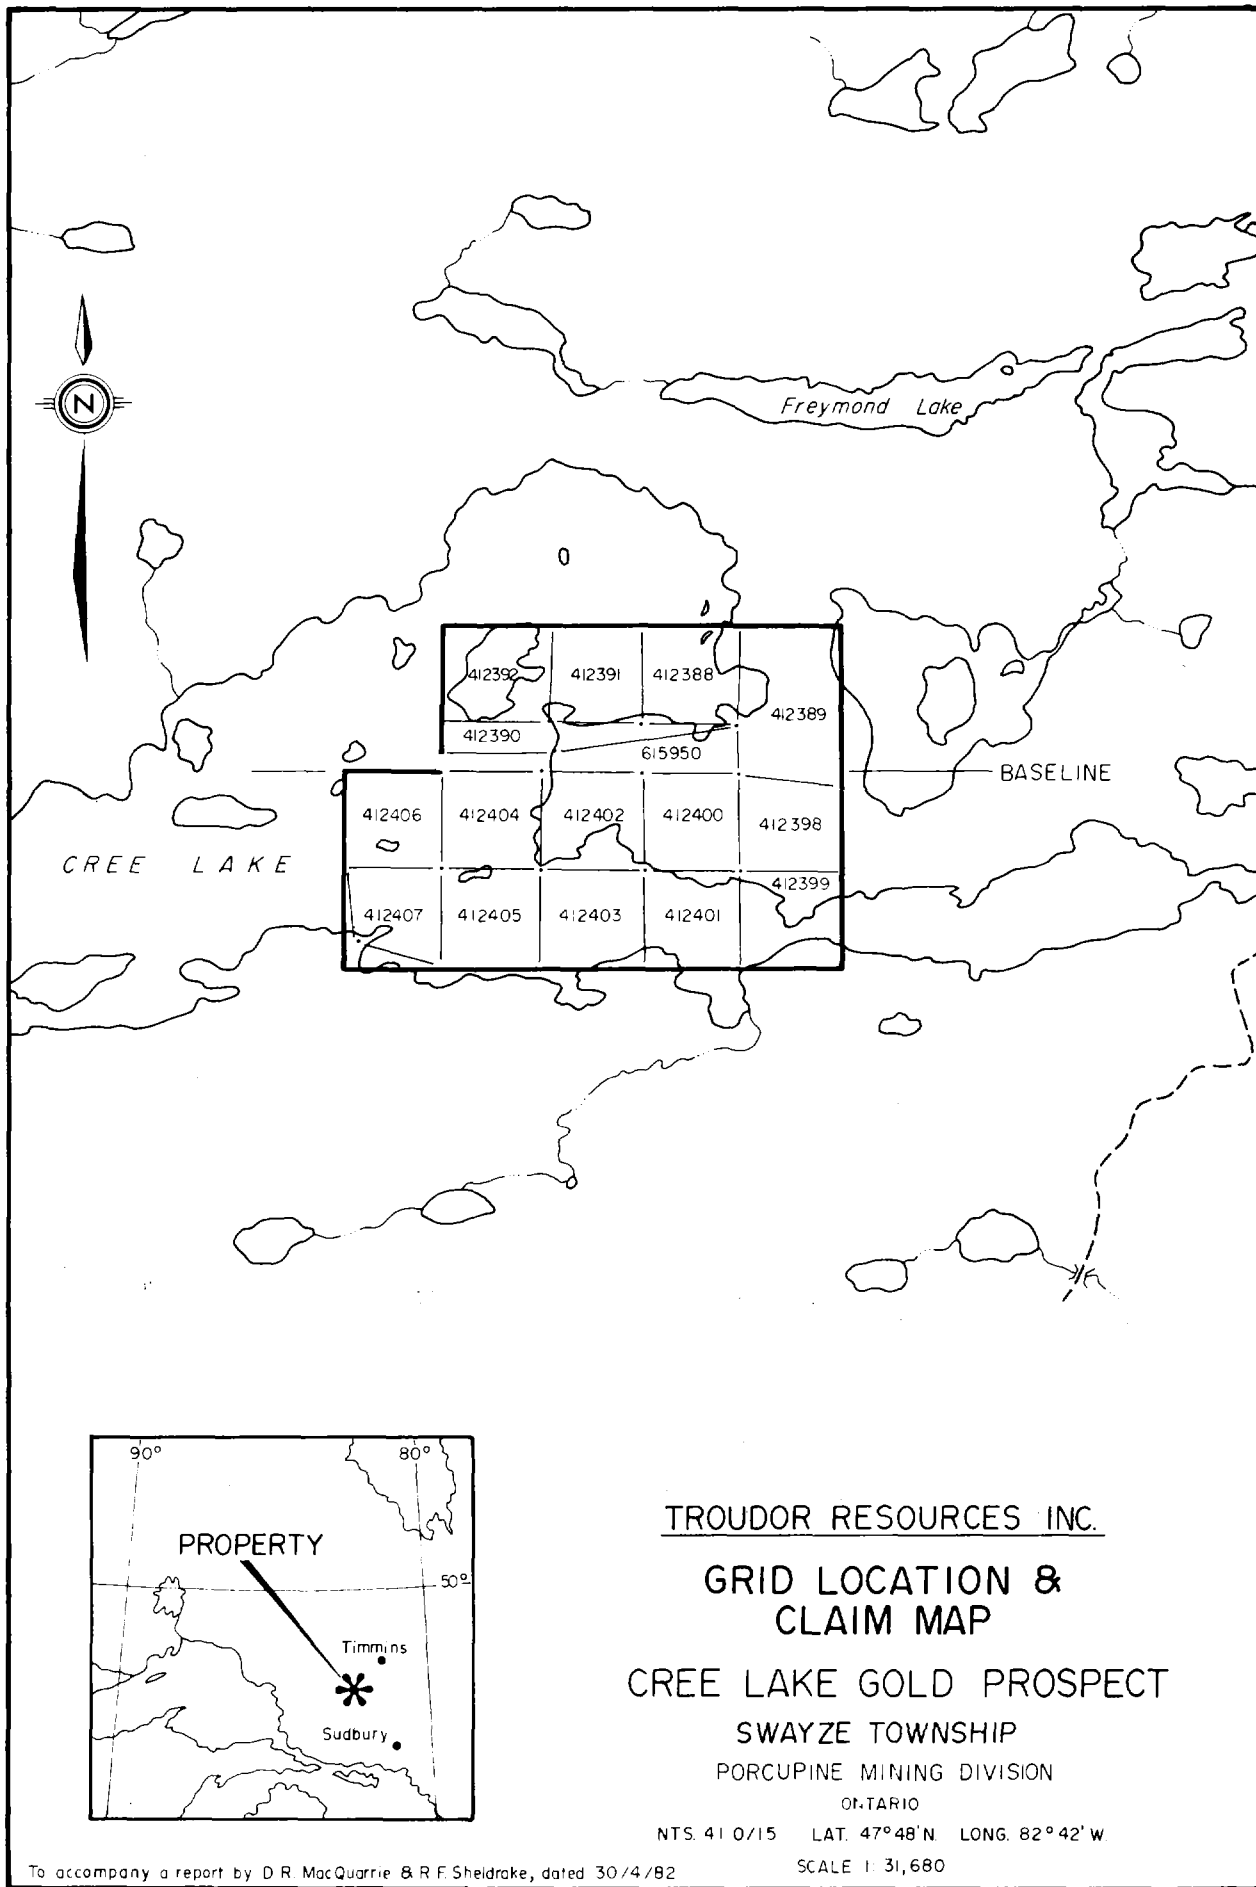 Freymond Lake
N
412392 412391 412388
412389
412390
615950
BASELINE
412406 412404 412402 412400 412398
CREE LAKE
412399
412407 412405 412403 412401
90° 80°
PROPERTY
50°
Timmins
Sudbury
TROUDOR RESOURCES INC.
GRID LOCATION &
CLAIM MAP
CREE LAKE GOLD PROSPECT
SWAYZE TOWNSHIP
PORCUPINE MINING DIVISION
ONTARIO
NTS. 41 O/15 LAT. 47°48'N. LONG. 82°42'W.
SCALE 1: 31,680
To accompany a report by D.R. MacQuarrie & R.F. Sheldrake, dated 30/4/82